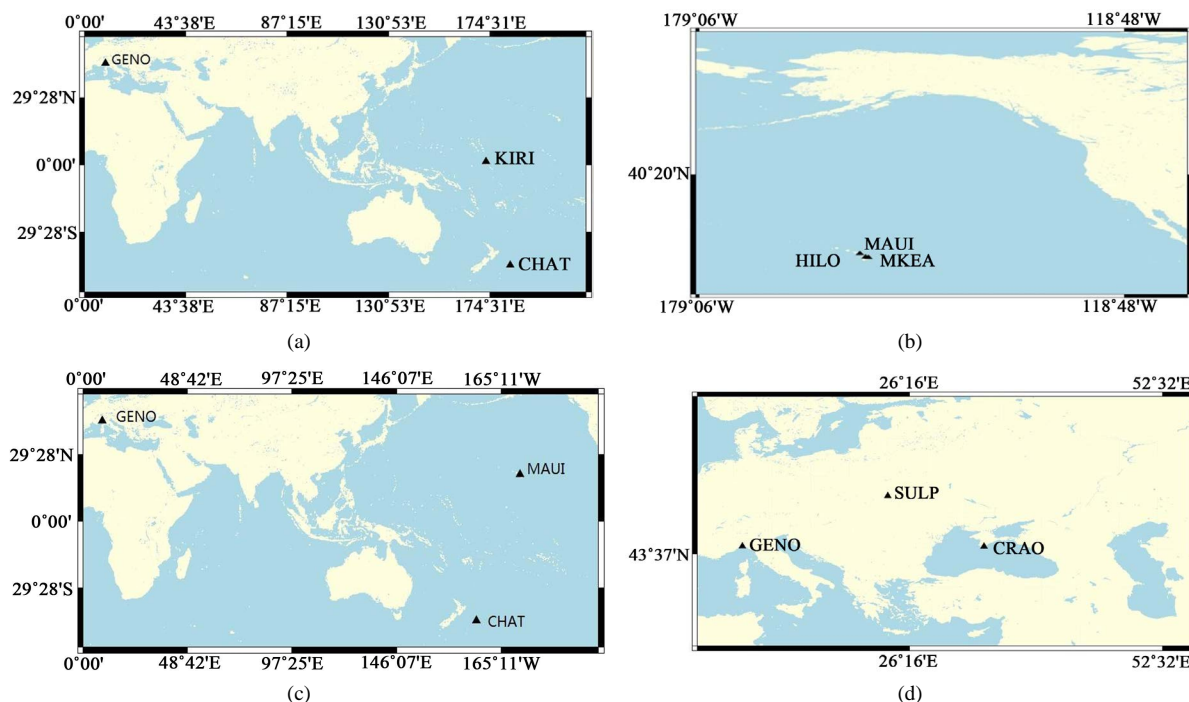 0°00' 43°38'E 87°15'E 130°53'E 174°31'E
GENO
29°28'N
KIRI
0°00'
29°28'S
CHAT
0°00' 43°38'E 87°15'E 130°53'E 174°31'E
(a)
179°06'W 118°48'W
40°20'N
MAUI
HILO MKEA
179°06'W 118°48'W
(b)
0°00' 48°42'E 97°25'E 146°07'E 165°11'W
GENO
29°28'N
MAUI
0°00'
29°28'S
CHAT
0°00' 48°42'E 97°25'E 146°07'E 165°11'W
(c)
26°16'E 52°32'E
SULP
GENO CRAO
43°37'N
26°16'E 52°32'E
(d)